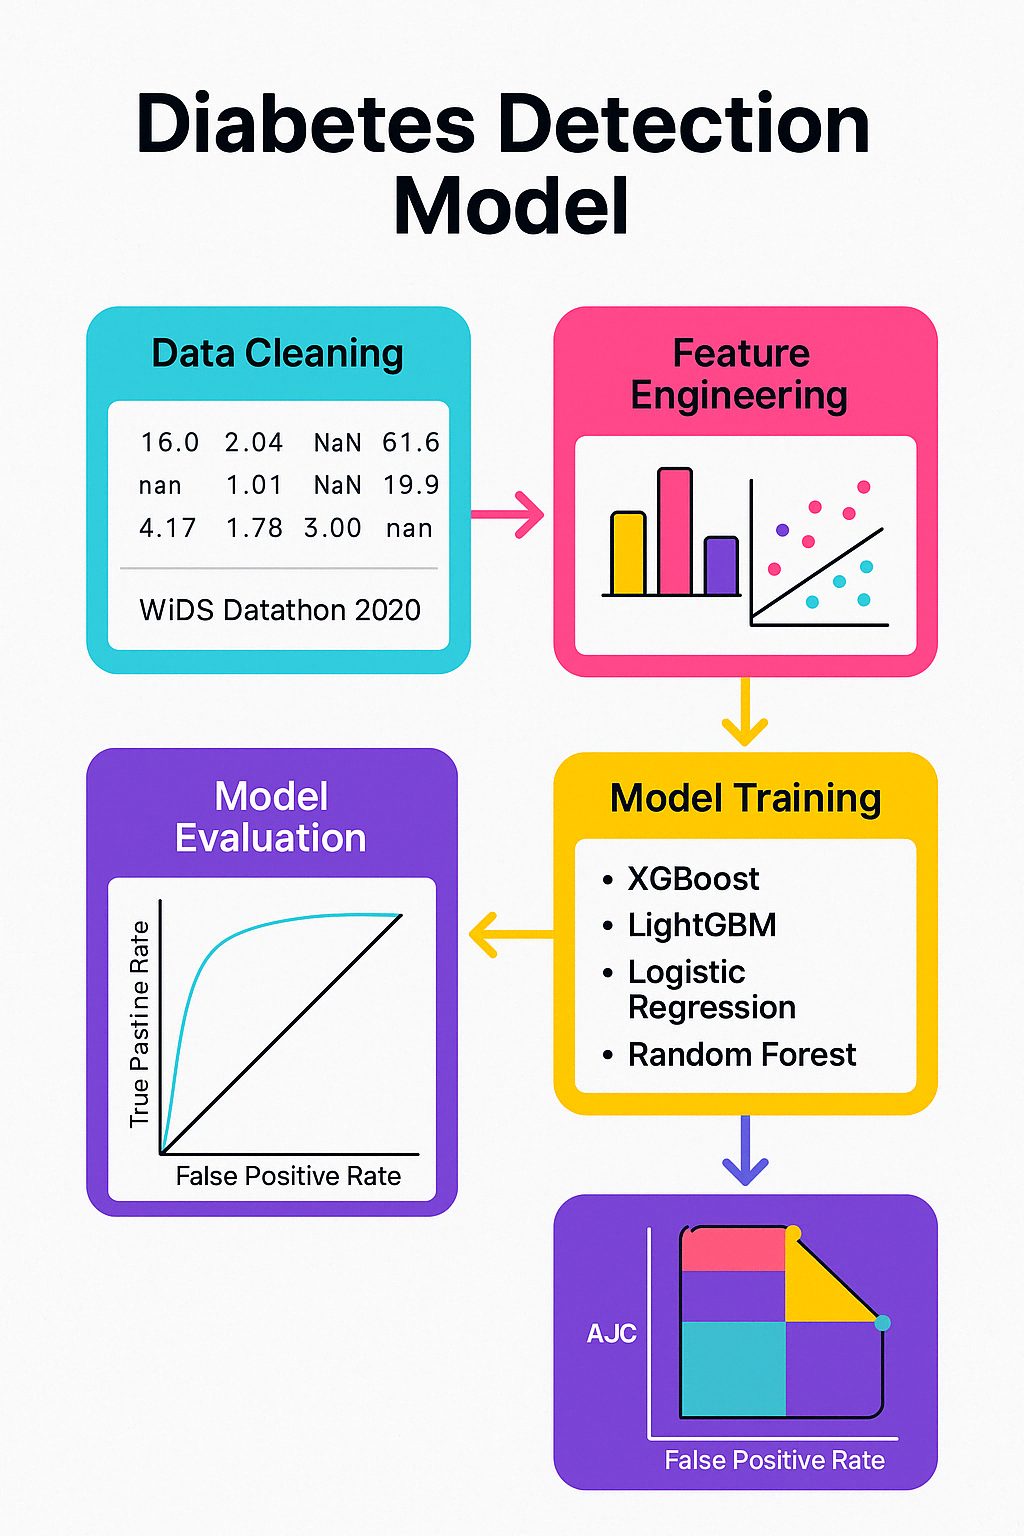 Diabetes Detection
Model
Data Cleaning
16.0 2.04 NaN 61.6
nan 1.01 NaN 19.9
4.17 1.78 3.00 nan
WiDS Datathon 2020
Feature
Engineering
Model Training
• XGBoost
• LightGBM
• Logistic
Regression
• Random Forest
Model
Evaluation
True Pastine Rate
False Positive Rate
AJC
False Positive Rate